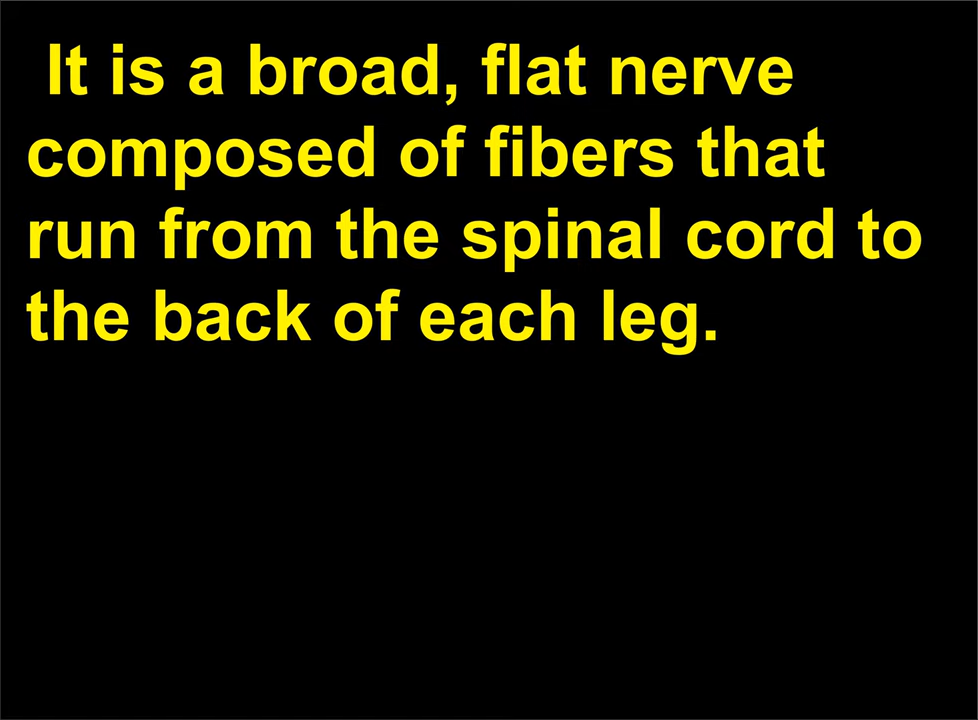 It is a broad, flat nerve
composed of fibers that
run from the spinal cord to
the back of each leg.